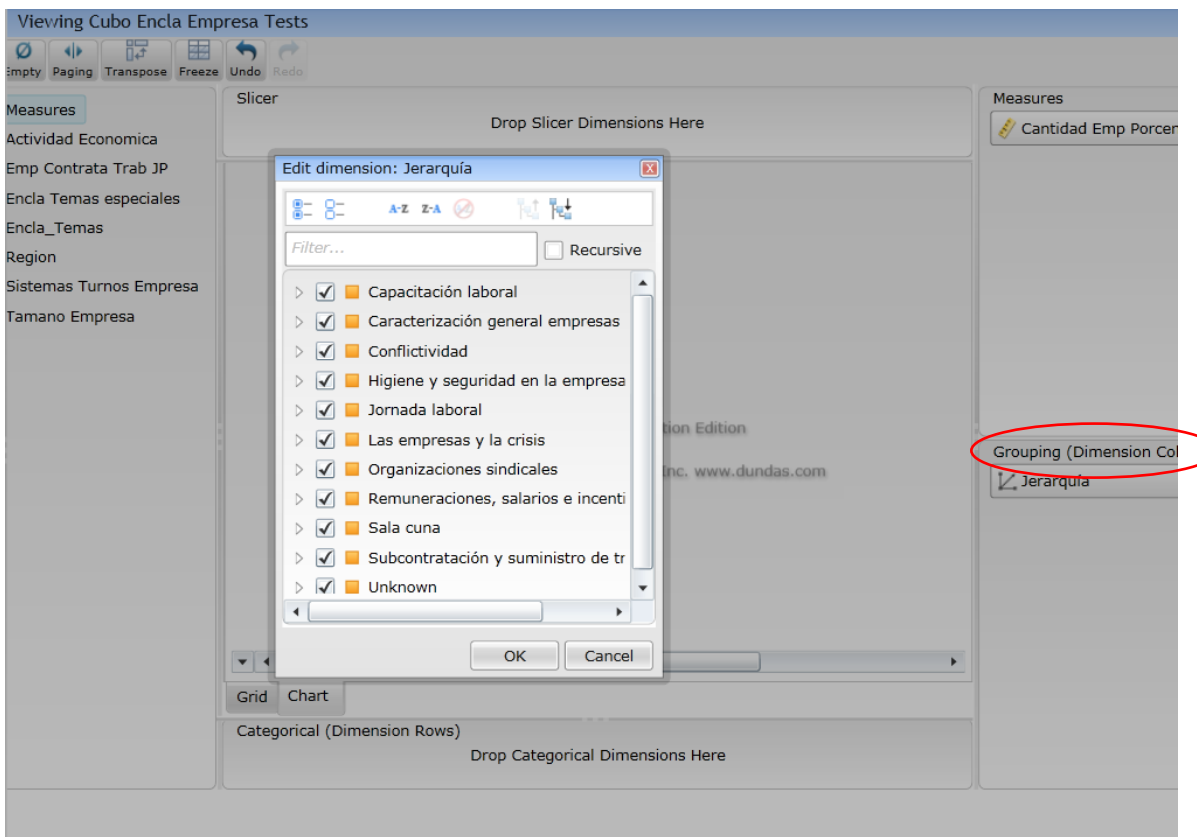 Viewing Cubo Encla Empresa Tests
Empty Paging Transpose Freeze Undo Redo
Measures
Actividad Economica
Emp Contrata Trab JP
Encla Temas especiales
Encla_Temas
Region
Sistemas Turnos Empresa
Tamano Empresa
Slicer
Drop Slicer Dimensions Here
Edit dimension: Jerarquía
A-Z Z-A
Filter...
Recursive
Capacitación laboral
Caracterización general empresas
Conflictividad
Higiene y seguridad en la empresa
Jornada laboral
Las empresas y la crisis
Organizaciones sindicales
Remuneraciones, salarios e incenti
Sala cuna
Subcontratación y suministro de tr
Unknown
OK Cancel
tion Edition
Inc. www.dundas.com
Grid Chart
Categorical (Dimension Rows)
Drop Categorical Dimensions Here
Measures
Cantidad Emp Porcen
Grouping (Dimension Col
Jerarquía